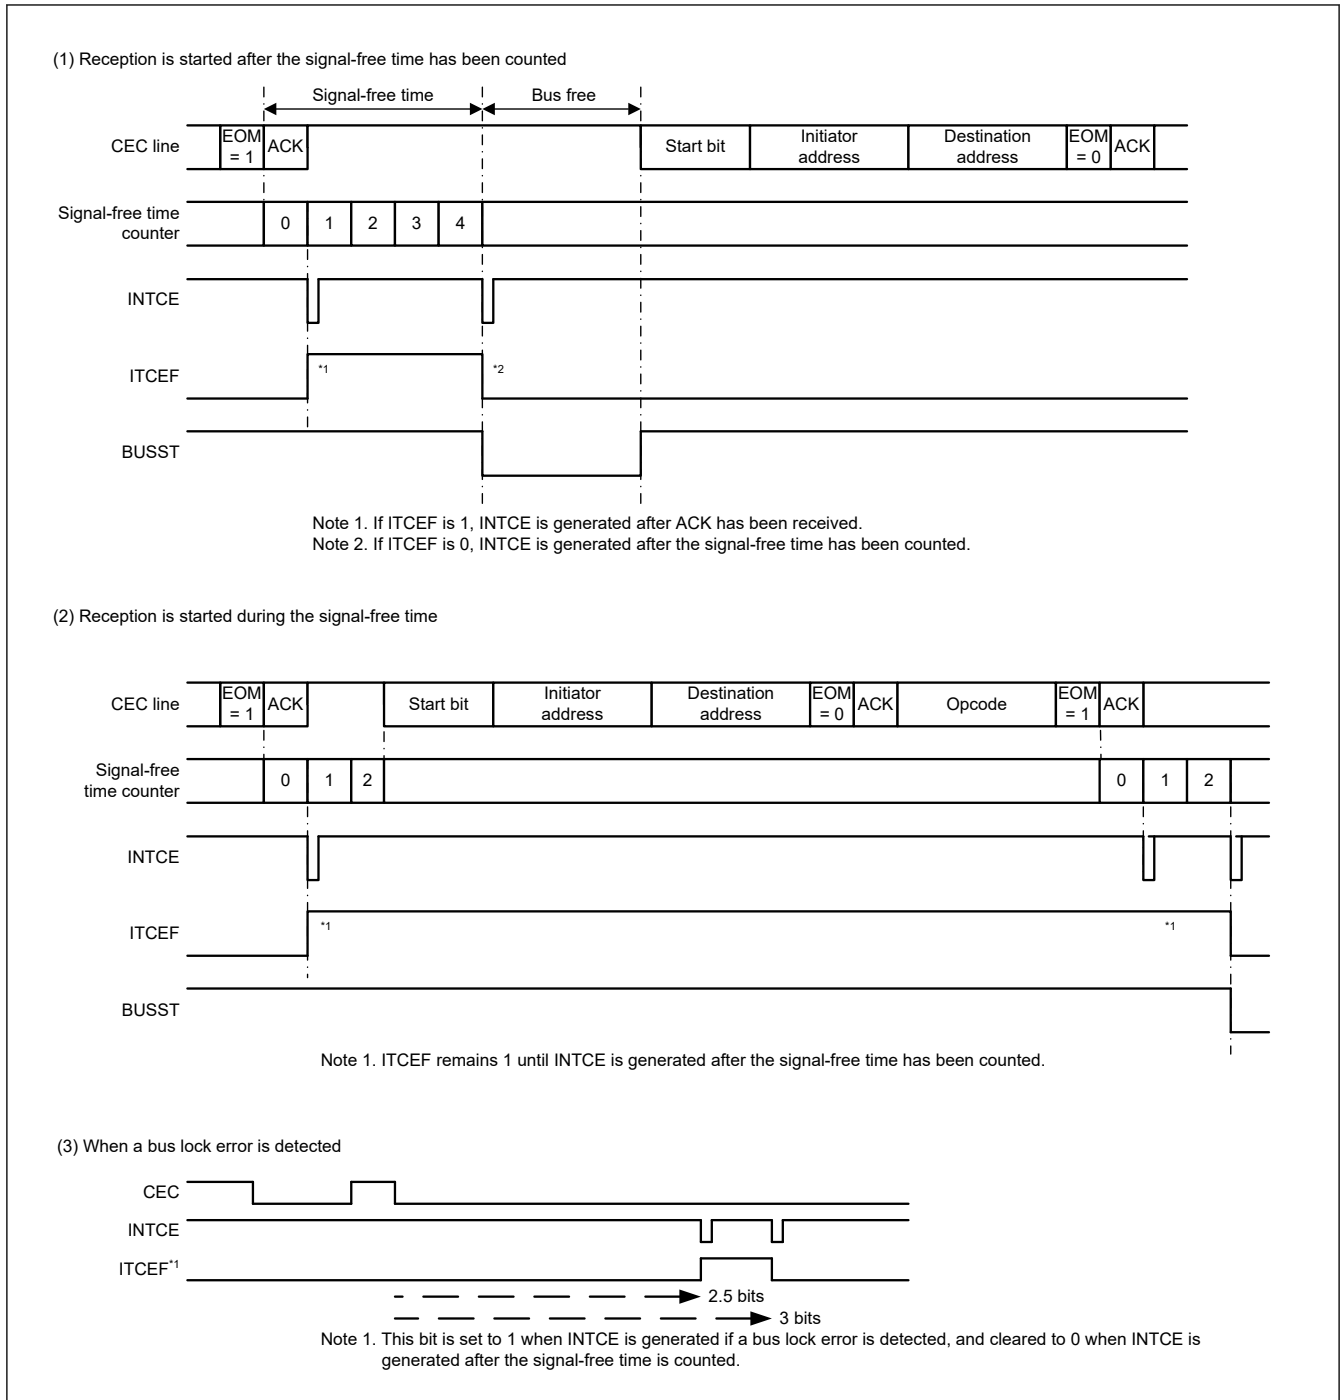 (1) Reception is started after the signal-free time has been counted
Signal-free time
Bus free
CEC line
EOM
= 1
ACK
Start bit
Initiator
address
Destination
address
EOM
= 0
ACK
Signal-free time
counter
0
1
2
3
4
INTCE
ITCEF
*1
*2
BUSST
Note 1. If ITCEF is 1, INTCE is generated after ACK has been received.
Note 2. If ITCEF is 0, INTCE is generated after the signal-free time has been counted.
(2) Reception is started during the signal-free time
CEC line
EOM
= 1
ACK
Start bit
Initiator
address
Destination
address
EOM
= 0
ACK
Opcode
EOM
= 1
ACK
Signal-free
time counter
0
1
2
0
1
2
INTCE
ITCEF
*1
*1
BUSST
Note 1. ITCEF remains 1 until INTCE is generated after the signal-free time has been counted.
(3) When a bus lock error is detected
CEC
INTCE
ITCEF*1
2.5 bits
3 bits
Note 1. This bit is set to 1 when INTCE is generated if a bus lock error is detected, and cleared to 0 when INTCE is
generated after the signal-free time is counted.